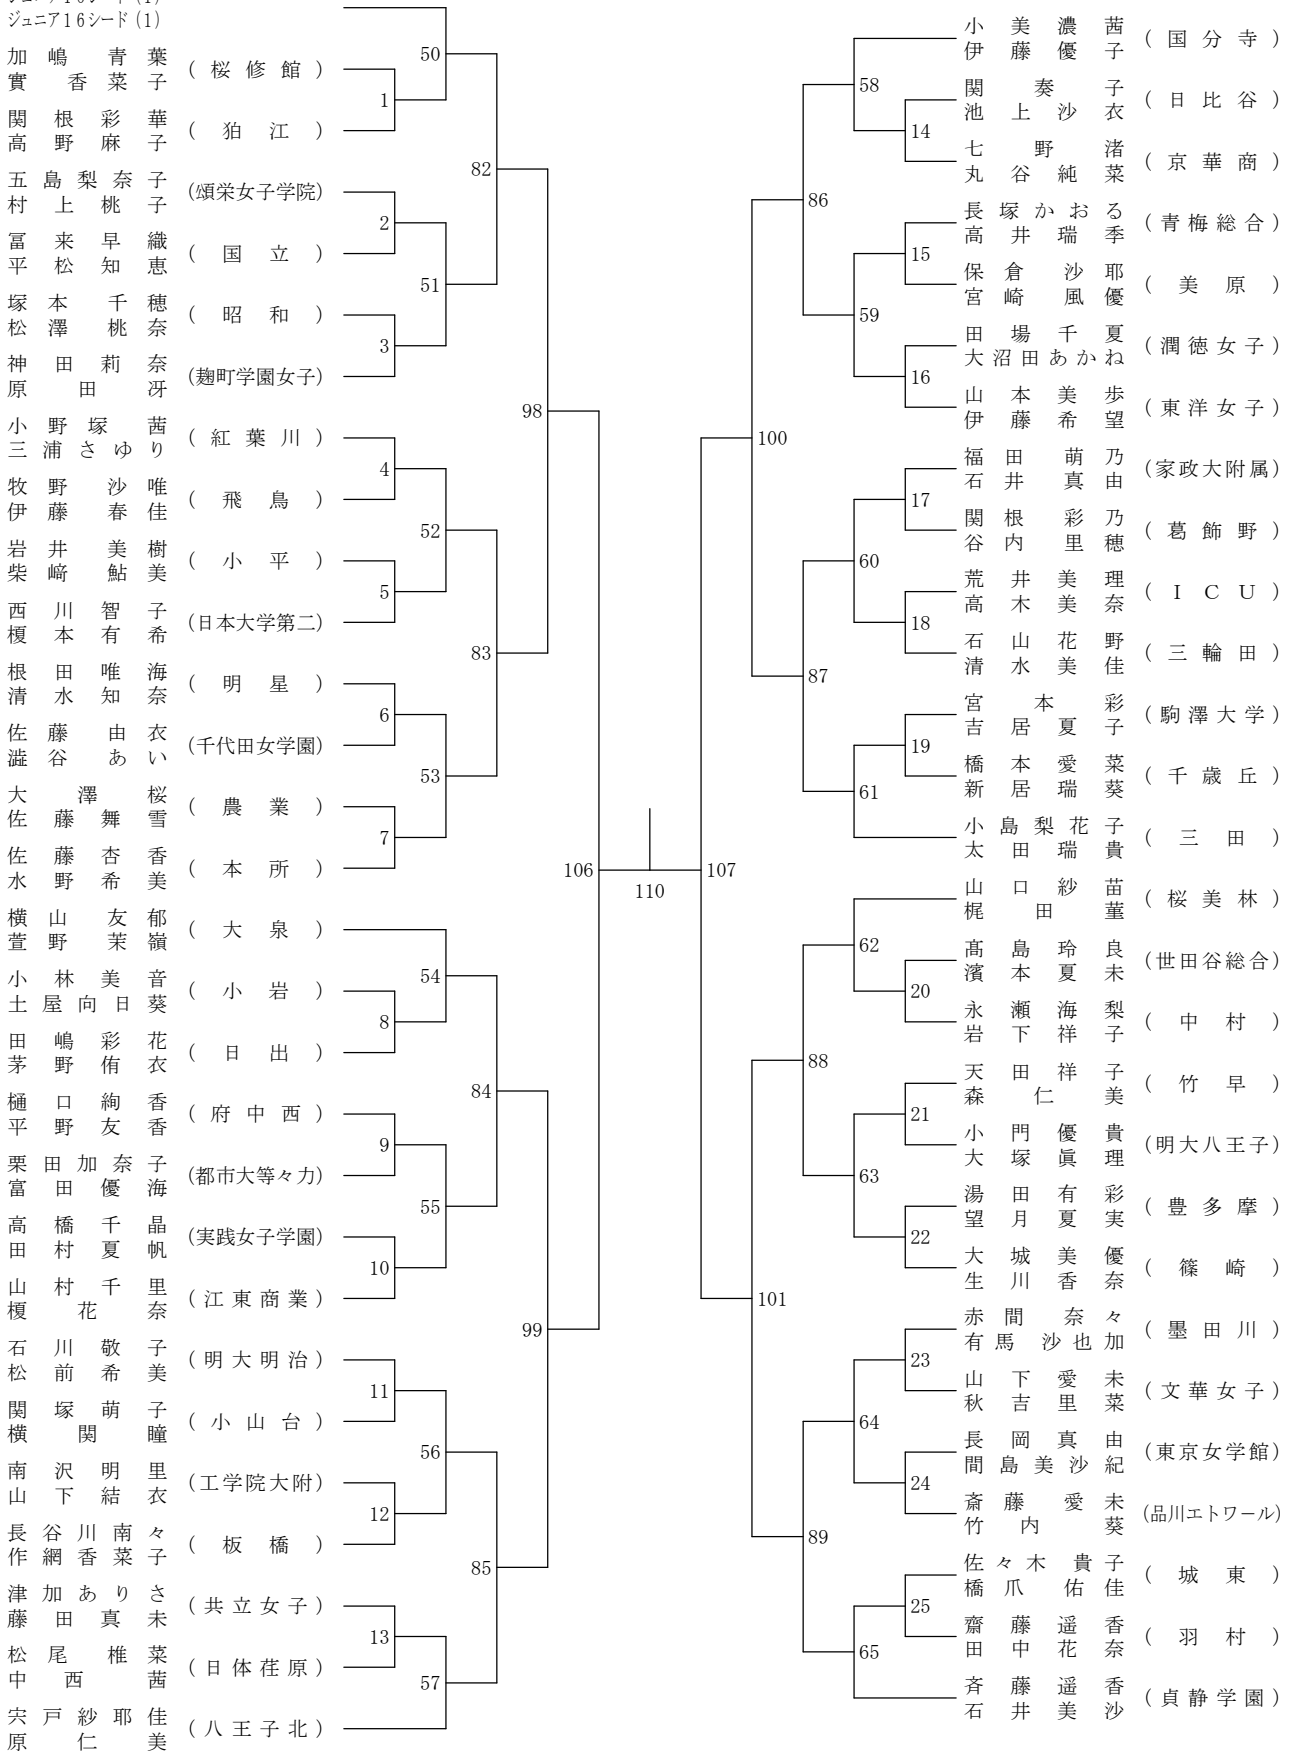 ジュニア16シード(1)
加嶋青葉
實香菜子
(桜修館)
関根彩華
高野麻子
(狛江)
五島梨奈子
村上桃子
(頌栄女子学院)
冨来早織
平松知恵
(国立)
塚本千穂
松澤桃奈
(昭和)
神田莉奈
原田冴
(麹町学園女子)
小野塚茜
三浦さゆり
(紅葉川)
牧野沙唯
伊藤春佳
(飛鳥)
岩井美樹
柴﨑鮎美
(小平)
西川智子
榎本有希
(日本大学第二)
根田唯海
清水知奈
(明星)
佐藤由衣
澁谷あい
(千代田女学園)
大澤桜
佐藤舞雪
(農業)
佐藤杏香
水野希美
(本所)
横山友郁
萱野茉嶺
(大泉)
小林美音
土屋向日葵
(小岩)
田嶋彩花
茅野侑衣
(日出)
樋口絢香
平野友香
(府中西)
栗田加奈子
富田優海
(都市大等々力)
高橋千晶
田村夏帆
(実践女子学園)
山村千里
榎花奈
(江東商業)
石川敬子
松前希美
(明大明治)
関塚萌子
横関瞳
(小山台)
南沢明里
山下結衣
(工学院大附)
長谷川南々
作網香菜子
(板橋)
津加ありさ
藤田真未
(共立女子)
松尾椎菜
中西茜
(日体荏原)
宍戸紗耶佳
原仁美
(八王子北)
1
2
3
4
5
6
7
8
9
10
11
12
13
50
51
52
53
54
55
56
57
82
83
84
85
98
99
106
110
107
100
101
86
87
88
89
58
59
60
61
62
63
64
65
14
15
16
17
18
19
20
21
22
23
24
25
小美濃茜
伊藤優子
(国分寺)
関奏子
池上沙衣
(日比谷)
七野渚
丸谷純菜
(京華商)
長塚かおる
高井瑞季
(青梅総合)
保倉沙耶
宮崎風優
(美原)
田場千夏
大沼田あかね
(潤徳女子)
山本美歩
伊藤希望
(東洋女子)
福田萌乃
石井真由
(家政大附属)
関根彩乃
谷内里穂
(葛飾野)
荒井美理
高木美奈
(ICU)
石山花野
清水美佳
(三輪田)
宮本彩
吉居夏子
(駒澤大学)
橋本愛菜
新居瑞葵
(千歳丘)
小島梨花子
太田瑞貴
(三田)
山口紗苗
梶田菫
(桜美林)
髙島玲良
濱本夏未
(世田谷総合)
永瀬海梨
岩下祥子
(中村)
天田祥子
森仁美
(竹早)
小門優貴
大塚眞理
(明大八王子)
湯田有彩
望月夏実
(豊多摩)
大城美優
生川香奈
(篠崎)
赤間奈々
有馬沙也加
(墨田川)
山下愛未
秋吉里菜
(文華女子)
長岡真由
間島美沙紀
(東京女学館)
斎藤愛未
竹内葵
(品川エトワール)
佐々木貴子
橋爪佑佳
(城東)
齋藤遥香
田中花奈
(羽村)
斉藤遥香
石井美沙
(貞静学園)